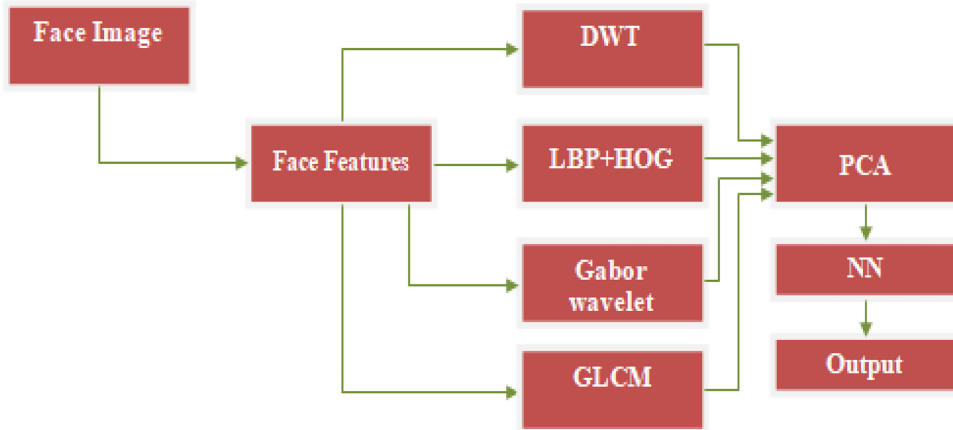 Face Image
Face Features
DWT
LBP+HOG
Gabor
wavelet
GLCM
PCA
NN
Output